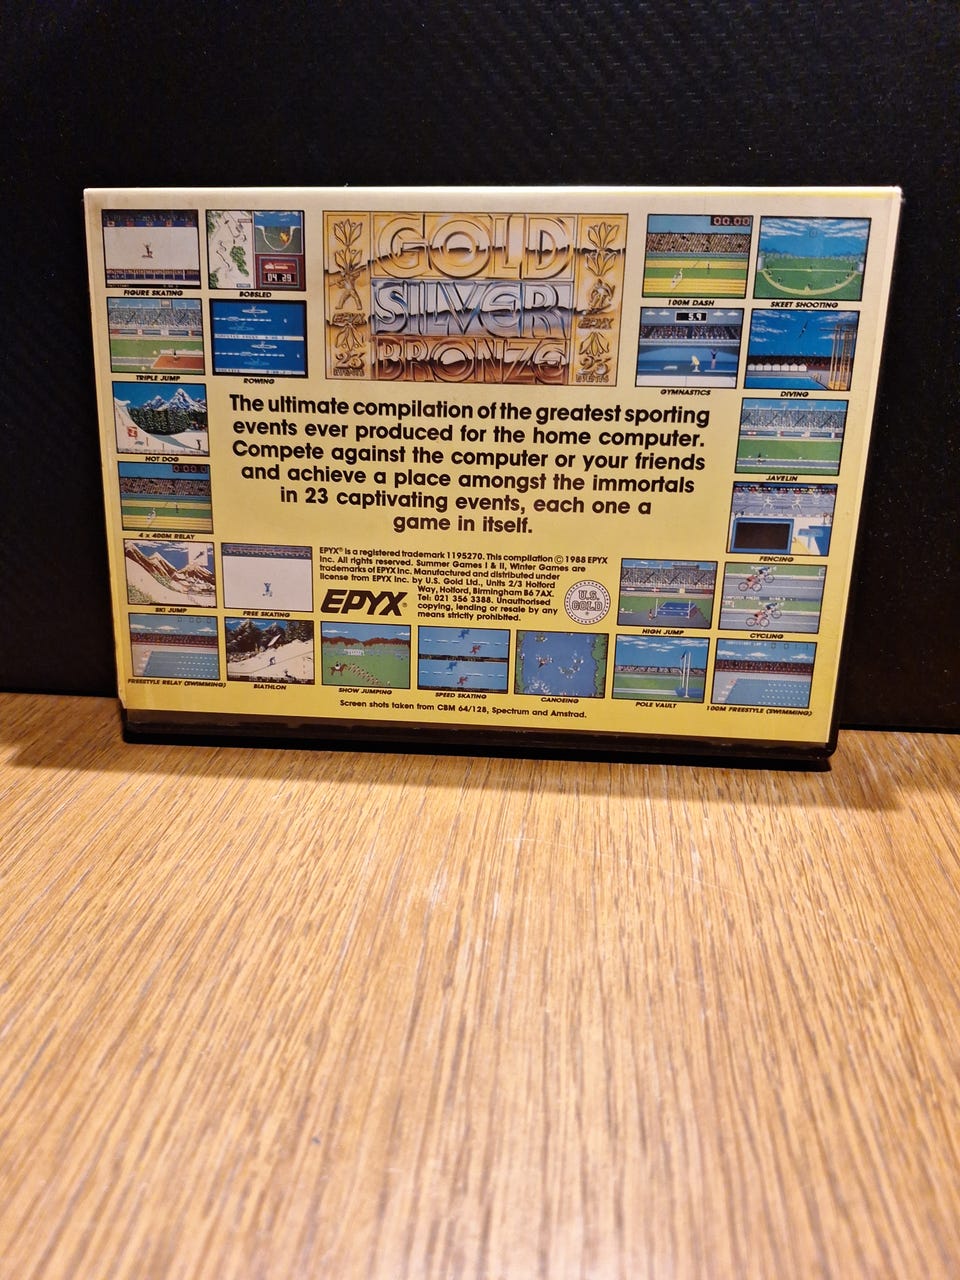 GOLD
SILVER
BRONZE
EPYX
23
EVENTS
EPYX
23
EVENTS
FIGURE SKATING
BOBSLED
04 29
00.00
100M DASH
SKEET SHOOTING
TRIPLE JUMP
ROWING
5.9
GYMNASTICS
DIVING
The ultimate compilation of the greatest sporting
events ever produced for the home computer.
Compete against the computer or your friends
and achieve a place amongst the immortals
in 23 captivating events, each one a
game in itself.
HOT DOG
JAVELIN
4 x 400M RELAY
FENCING
EPYX® is a registered trademark 1195270. This compilation © 1988 EPYX
Inc. All rights reserved. Summer Games I & II, Winter Games are
trademarks of EPYX Inc. Manufactured and distributed under
license from EPYX Inc. by U.S. Gold Ltd., Units 2/3 Holford
Way, Holford, Birmingham B6 7AX.
Tel: 021 356 3388. Unauthorised
copying, lending or resale by any
means strictly prohibited.
EPYX®
U.S.
GOLD
SKI JUMP
FREE SKATING
HIGH JUMP
CYCLING
FREESTYLE RELAY (SWIMMING)
BIATHLON
SHOW JUMPING
SPEED SKATING
CANOEING
POLE VAULT
100M FREESTYLE (SWIMMING)
Screen shots taken from CBM 64/128, Spectrum and Amstrad.